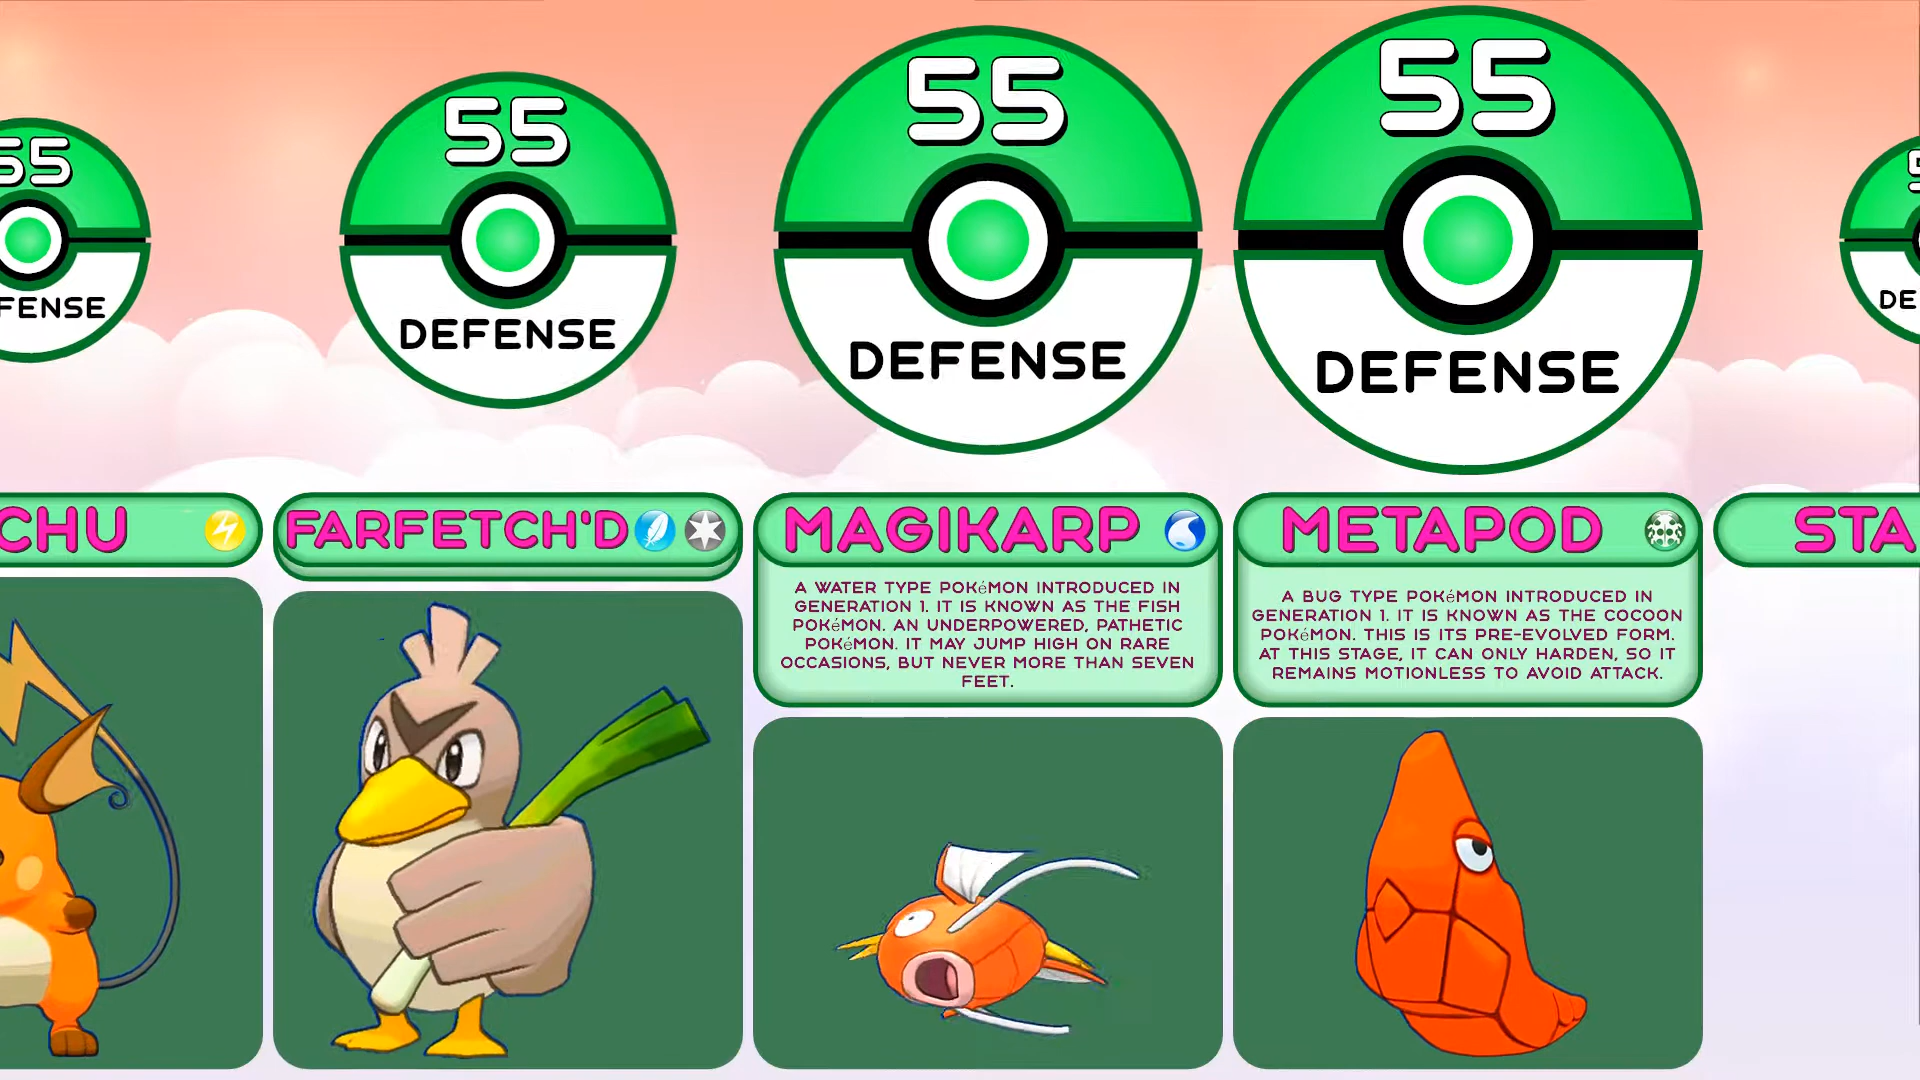 55
DEFENSE
55
DEFENSE
55
DEFENSE
CHU
FARFETCH'D
MAGIKARP
A WATER TYPE POKéMON INTRODUCED IN
GENERATION 1. IT IS KNOWN AS THE FISH
POKéMON. AN UNDERPOWERED, PATHETIC
POKéMON. IT MAY JUMP HIGH ON RARE
OCCASIONS, BUT NEVER MORE THAN SEVEN
FEET.
METAPOD
A BUG TYPE POKéMON INTRODUCED IN
GENERATION 1. IT IS KNOWN AS THE COCOON
POKéMON. THIS IS ITS PRE-EVOLVED FORM.
AT THIS STAGE, IT CAN ONLY HARDEN, SO IT
REMAINS MOTIONLESS TO AVOID ATTACK.
STA